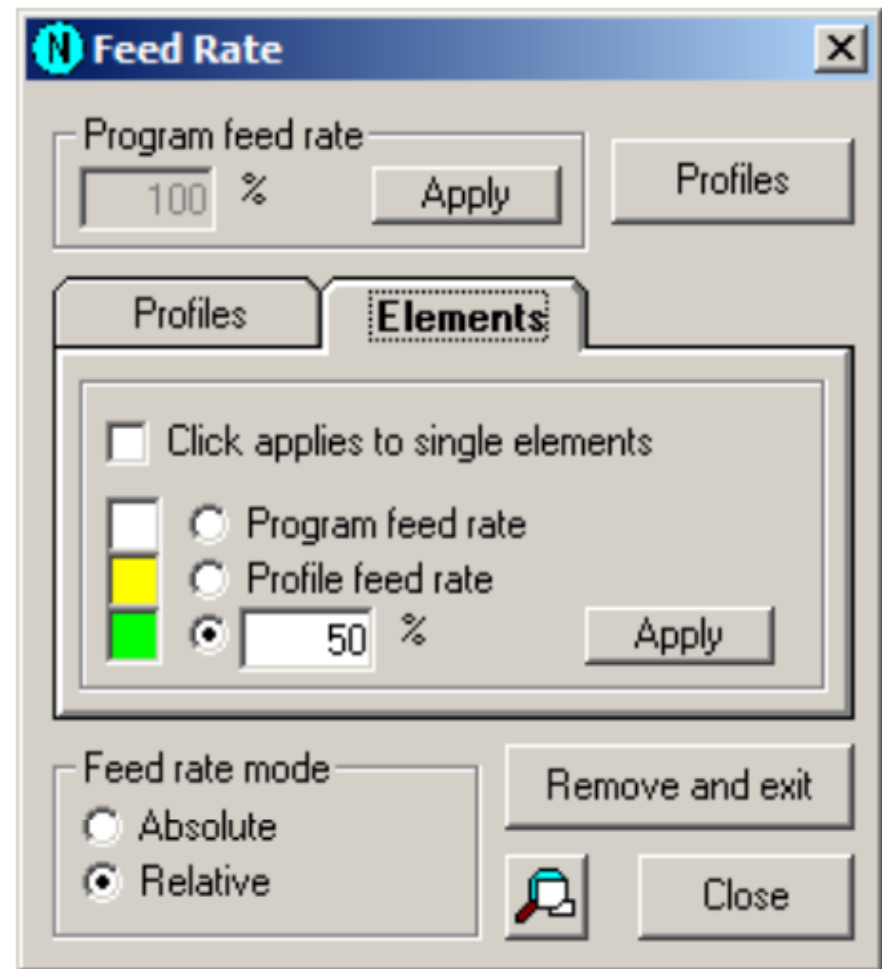 N Feed Rate
Program feed rate
100 % Apply
Profiles
Profiles Elements
Click applies to single elements
Program feed rate
Profile feed rate
50 % Apply
Feed rate mode
Absolute
Relative
Remove and exit
Close